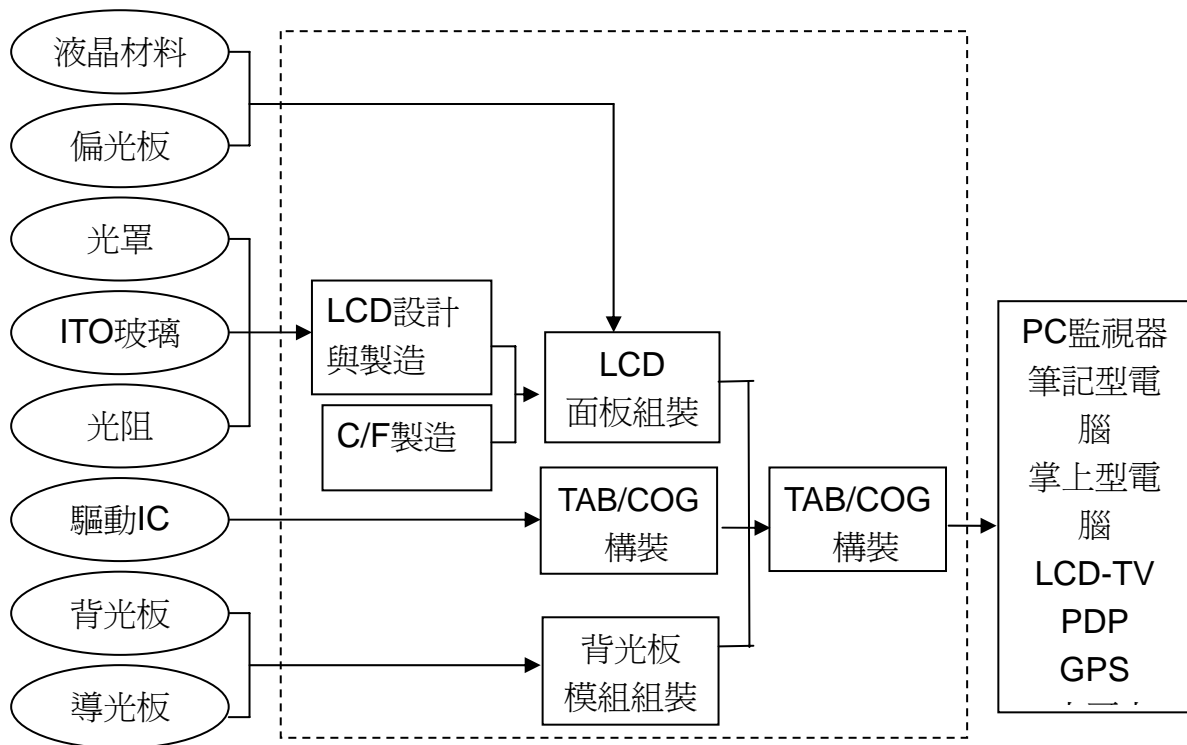 液晶材料
偏光板
光罩
ITO玻璃
光阻
驅動IC
背光板
導光板
LCD設計
與製造
C/F製造
LCD
面板組裝
TAB/COG
構裝
背光板
模組組裝
TAB/COG
構裝
PC監視器
筆記型電
腦
掌上型電
腦
LCD-TV
PDP
GPS